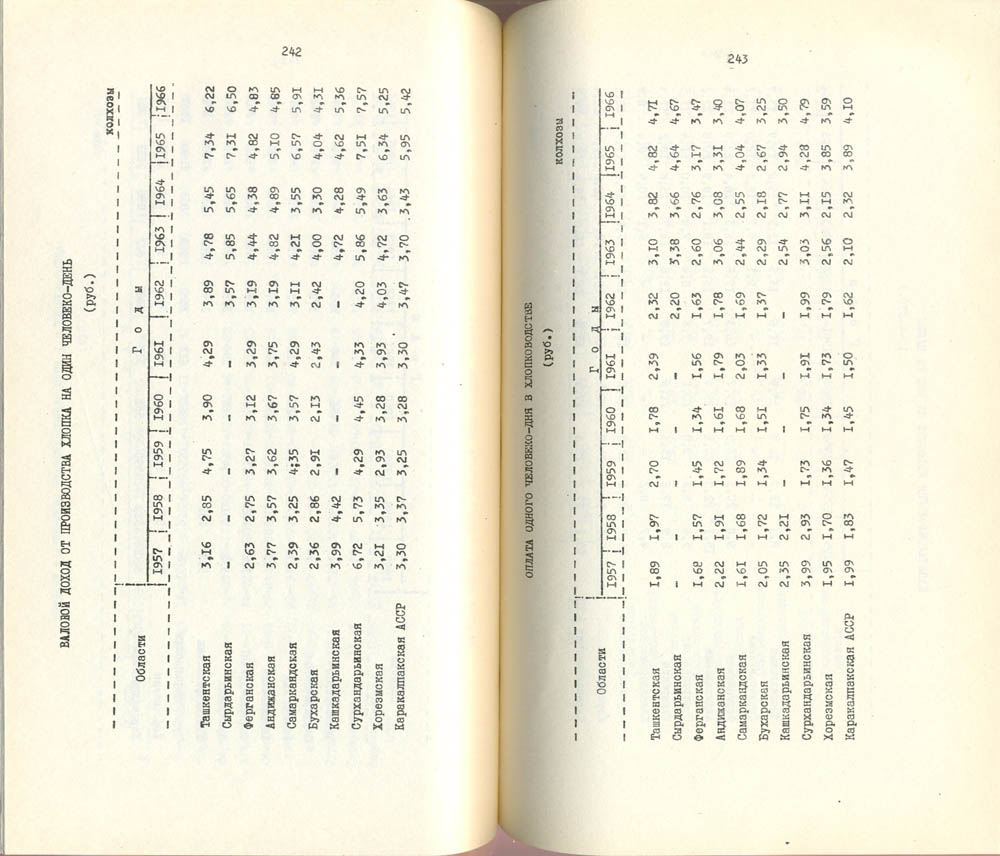 242
ВАЛОВОЙ ДОХОД ОТ ПРОИЗВОДСТВА ХЛОПКА НА ОДИН ЧЕЛОВЕКО-ДЕНЬ
(руб.)
колхозы
Области Годы
1957 1958 1959 1960 1961 1962 1963 1964 1965 1966
Ташкентская 3,16 2,85 4,75 3,90 4,29 3,89 4,78 5,45 7,34 6,22
Сырдарьинская - - - - - 3,57 5,85 5,65 7,31 6,50
Ферганская 2,63 2,75 3,27 3,12 3,29 3,19 4,44 4,38 4,82 4,83
Андижанская 3,77 3,57 3,62 3,67 3,75 3,19 4,82 4,89 5,10 4,85
Самаркандская 2,39 3,25 4,35 3,57 4,29 3,11 4,21 3,55 6,57 5,91
Бухарская 2,36 2,86 2,91 2,13 2,43 2,42 4,00 3,30 4,04 4,31
Кашкадарьинская 3,99 4,42 - - - - 4,72 4,28 4,62 5,36
Сурхандарьинская 6,72 5,73 4,29 4,45 4,33 4,20 5,86 5,49 7,51 7,57
Хорезмская 3,21 3,35 2,93 3,28 3,93 4,03 4,72 3,63 6,34 5,25
Каракалпакская АССР 3,30 3,37 3,25 3,28 3,30 3,47 3,70 3,43 5,95 5,42
243
ОПЛАТА ОДНОГО ЧЕЛОВЕКО-ДНЯ В ХЛОПКОВОДСТВЕ
(руб.)
колхозы
Области годы
1957 1958 1959 1960 1961 1962 1963 1964 1965 1966
Ташкентская 1,89 1,97 2,70 1,78 2,39 2,32 3,10 3,82 4,82 4,71
Сырдарьинская - - - - - 2,20 3,38 3,66 4,64 4,67
Ферганская 1,68 1,57 1,45 1,34 1,56 1,63 2,60 2,76 3,17 3,47
Андижанская 2,22 1,91 1,72 1,61 1,79 1,78 3,06 3,08 3,31 3,40
Самаркандская 1,61 1,68 1,89 1,68 2,03 1,69 2,44 2,55 4,04 4,07
Бухарская 2,05 1,72 1,34 1,51 1,33 1,37 2,29 2,18 2,67 3,25
Кашкадарьинская 2,35 2,21 - - - - 2,54 2,77 2,94 3,50
Сурхандарьинская 3,99 2,93 1,73 1,75 1,91 1,99 3,03 3,11 4,28 4,79
Хорезмская 1,95 1,70 1,36 1,34 1,73 1,79 2,56 2,15 3,85 3,59
Каракалпакская АССР 1,99 1,83 1,47 1,45 1,50 1,62 2,10 2,32 3,89 4,10